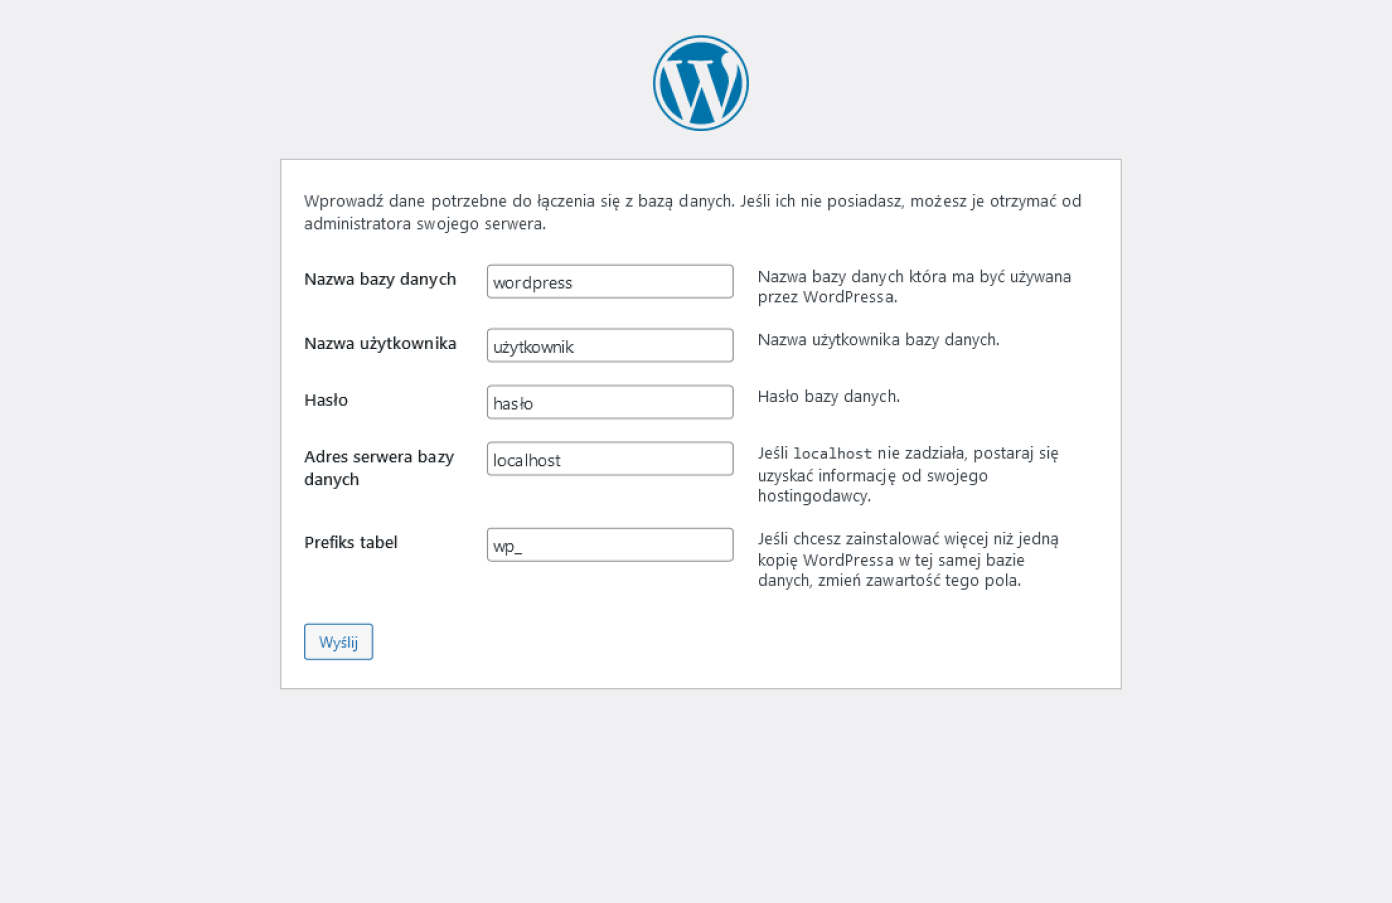 Wprowadź dane potrzebne do łączenia się z bazą danych. Jeśli ich nie posiadasz, możesz je otrzymać od
administratora swojego serwera.
Nazwa bazy danych
wordpress
Nazwa bazy danych która ma być używana
przez WordPressa.
Nazwa użytkownika
użytkownik
Nazwa użytkownika bazy danych.
Hasło
hasło
Hasło bazy danych.
Adres serwera bazy
danych
localhost
Jeśli localhost nie zadziała, postaraj się
uzyskać informację od swojego
hostingodawcy.
Prefiks tabel
wp_
Jeśli chcesz zainstalować więcej niż jedną
kopię WordPressa w tej samej bazie
danych, zmień zawartość tego pola.
Wyślij